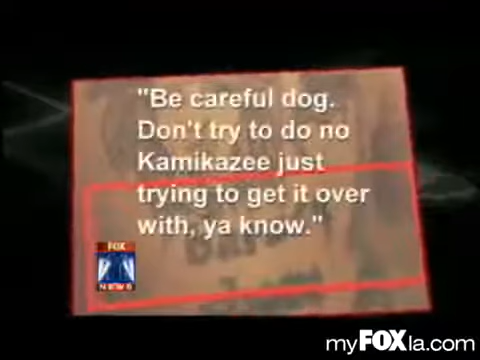 "Be careful dog.
Don't try to do no
Kamikazee just
trying to get it over
with, ya know."
FOX
NEWS
myFOXla.com